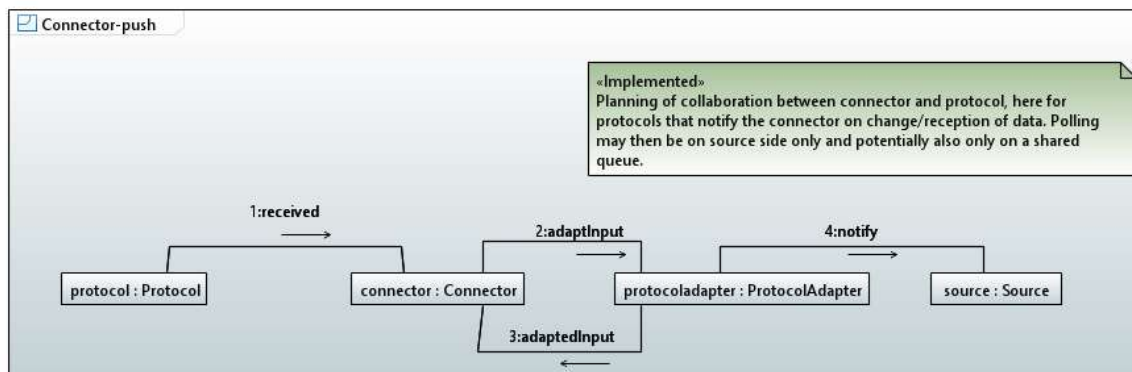 Connector-push
«Implemented»
Planning of collaboration between connector and protocol, here for
protocols that notify the connector on change/reception of data. Polling
may then be on source side only and potentially also only on a shared
queue.
1:received
2:adaptInput
4:notify
protocol : Protocol
connector : Connector
protocoladapter : ProtocolAdapter
source : Source
3:adaptedInput